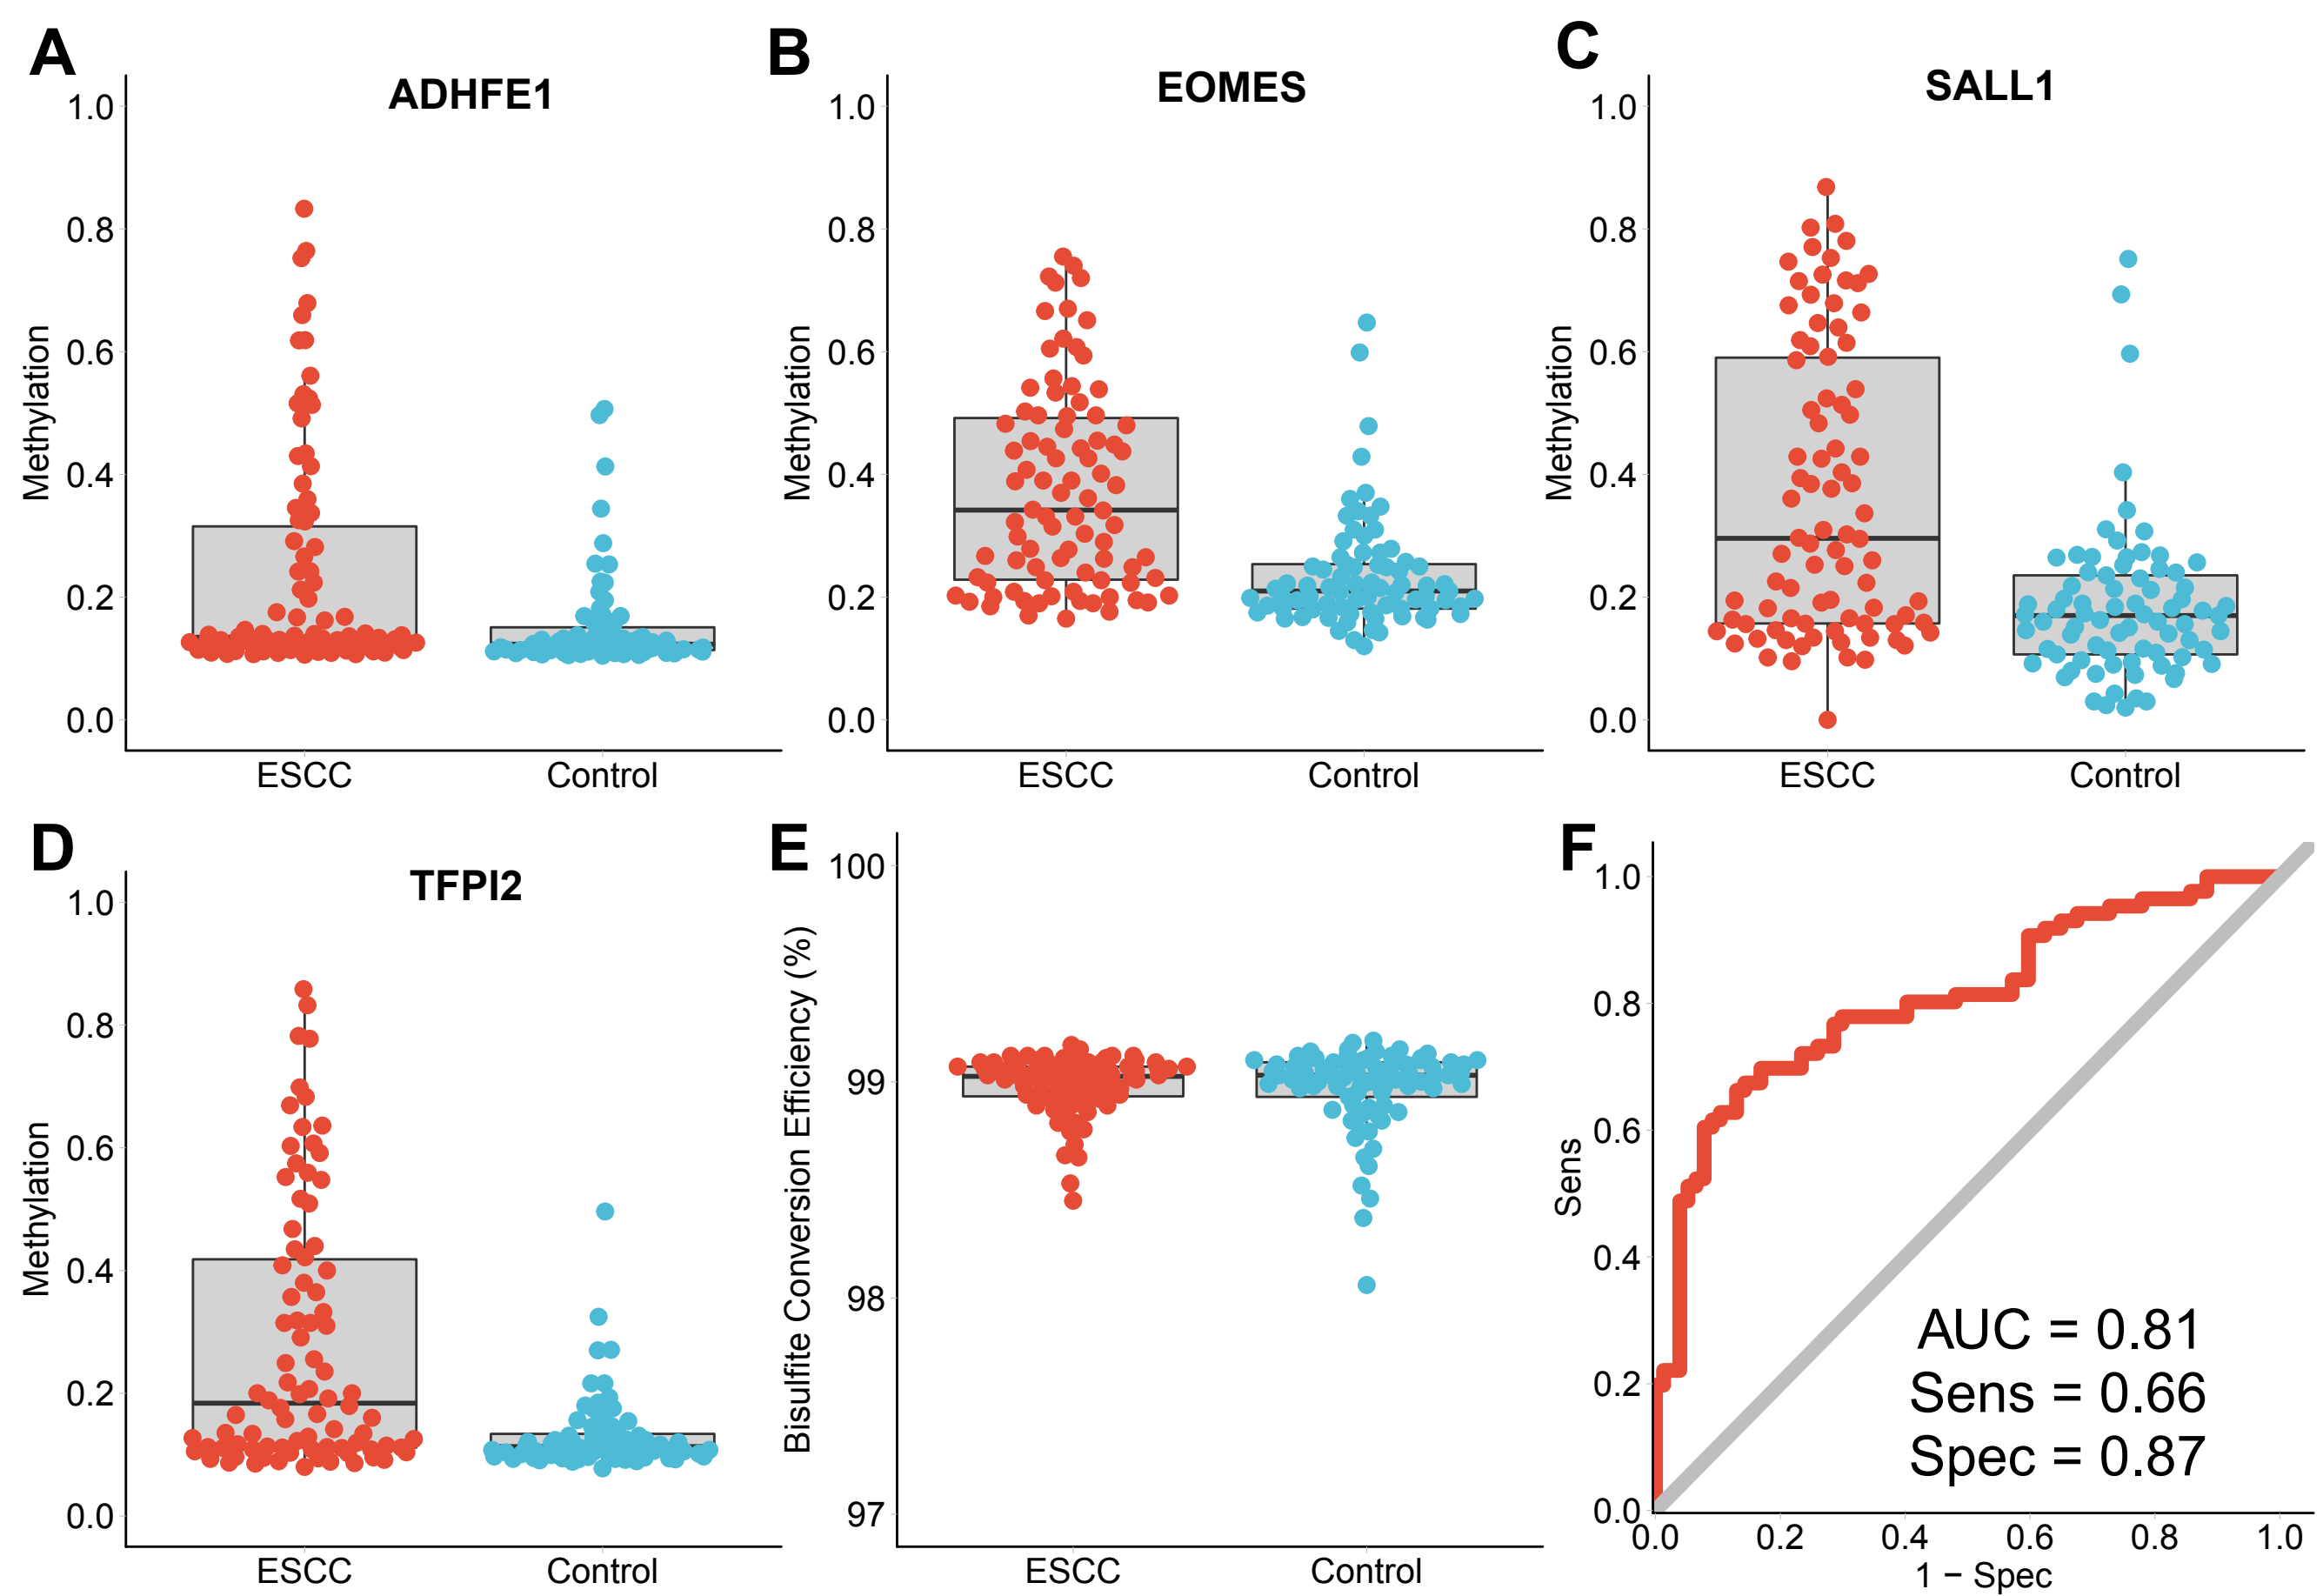 A
ADHFE1
Methylation
1.0
0.8
0.6
0.4
0.2
0.0
ESCC Control
B
EOMES
Methylation
1.0
0.8
0.6
0.4
0.2
0.0
ESCC Control
C
SALL1
Methylation
1.0
0.8
0.6
0.4
0.2
0.0
ESCC Control
D
TFPI2
Methylation
1.0
0.8
0.6
0.4
0.2
0.0
ESCC Control
E
Bisulfite Conversion Efficiency (%)
100
99
98
97
ESCC Control
F
Sens
1.0
0.8
0.6
0.4
0.2
0.0
AUC = 0.81
Sens = 0.66
Spec = 0.87
0.0 0.2 0.4 0.6 0.8 1.0
1 − Spec